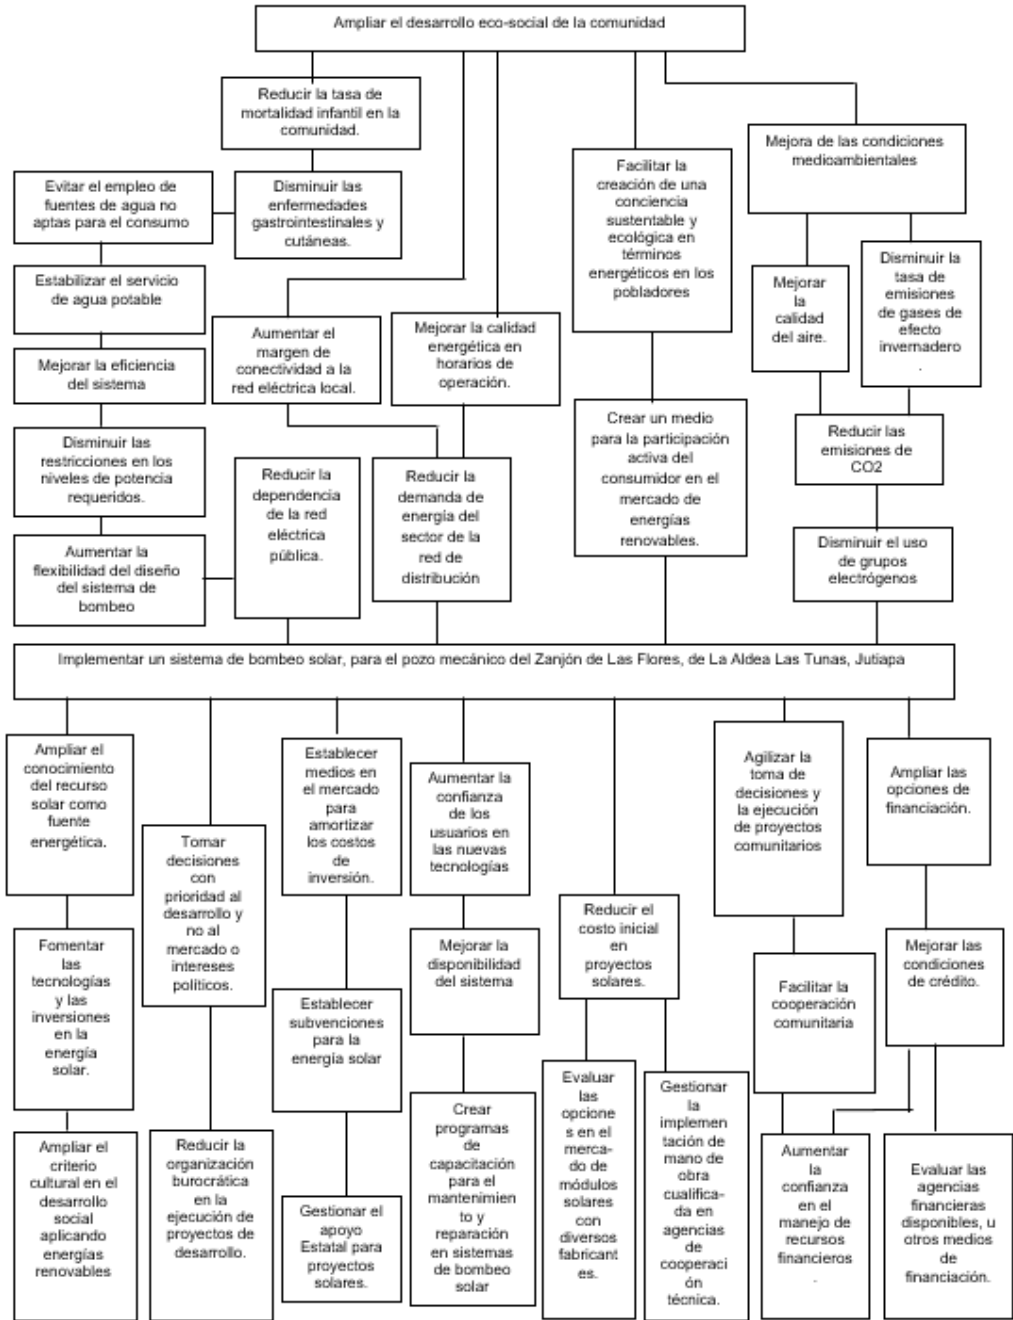 Ampliar el desarrollo eco-social de la comunidad
Reducir la tasa de
mortalidad infantil en la
comunidad.
Mejora de las condiciones
medioambientales
Facilitar la
creación de una
conciencia
sustentable y
ecológica en
términos
energéticos en los
pobladores
Evitar el empleo de
fuentes de agua no
aptas para el consumo
Disminuir las
enfermedades
gastrointestinales y
cutáneas.
Estabilizar el servicio
de agua potable
Mejorar
la
calidad
del aire.
Disminuir la
tasa de
emisiones
de gases de
efecto
invernadero
.
Aumentar el
margen de
conectividad a la
red eléctrica local.
Mejorar la calidad
energética en
horarios de
operación.
Mejorar la eficiencia
del sistema
Crear un medio
para la participación
activa del
consumidor en el
mercado de
energías
renovables.
Reducir las
emisiones de
CO2
Disminuir las
restricciones en los
niveles de potencia
requeridos.
Reducir la
dependencia
de la red
eléctrica
pública.
Reducir la
demanda de
energía del
sector de la
red de
distribución
Aumentar la
flexibilidad del diseño
del sistema de
bombeo
Disminuir el uso
de grupos
electrógenos
Implementar un sistema de bombeo solar, para el pozo mecánico del Zanjón de Las Flores, de La Aldea Las Tunas, Jutiapa
Ampliar el
conocimiento
del recurso
solar como
fuente
energética.
Tomar
decisiones
con
prioridad al
desarrollo y
no al
mercado o
intereses
políticos.
Establecer
medios en
el mercado
para
amortizar
los costos
de
inversión.
Aumentar la
confianza
de los
usuarios en
las nuevas
tecnologías
Reducir el
costo inicial
en
proyectos
solares.
Agilizar la
toma de
decisiones y
la ejecución
de proyectos
comunitarios
Ampliar las
opciones de
financiación.
Fomentar
las
tecnologías
y las
inversiones
en la
energía
solar.
Establecer
subvenciones
para la
energía solar
Mejorar la
disponibilidad
del sistema
Facilitar la
cooperación
comunitaria
Mejorar las
condiciones
de crédito.
Ampliar el
criterio
cultural en el
desarrollo
social
aplicando
energías
renovables
Reducir la
organización
burocrática
en la
ejecución de
proyectos de
desarrollo.
Gestionar el
apoyo
Estatal para
proyectos
solares.
Crear
programas
de
capacitación
para el
mantenimien
to y
reparación
en sistemas
de bombeo
solar
Evaluar
las
opcione
s en el
merca-
do de
módulos
solares
con
diversos
fabricant
es.
Gestionar
la
implemen
tación de
mano de
obra
cualifica-
da en
agencias
de
cooperaci
ón
técnica.
Aumentar
la
confianza
en el
manejo de
recursos
financieros
.
Evaluar las
agencias
financieras
disponibles, u
otros medios
de
financiación.